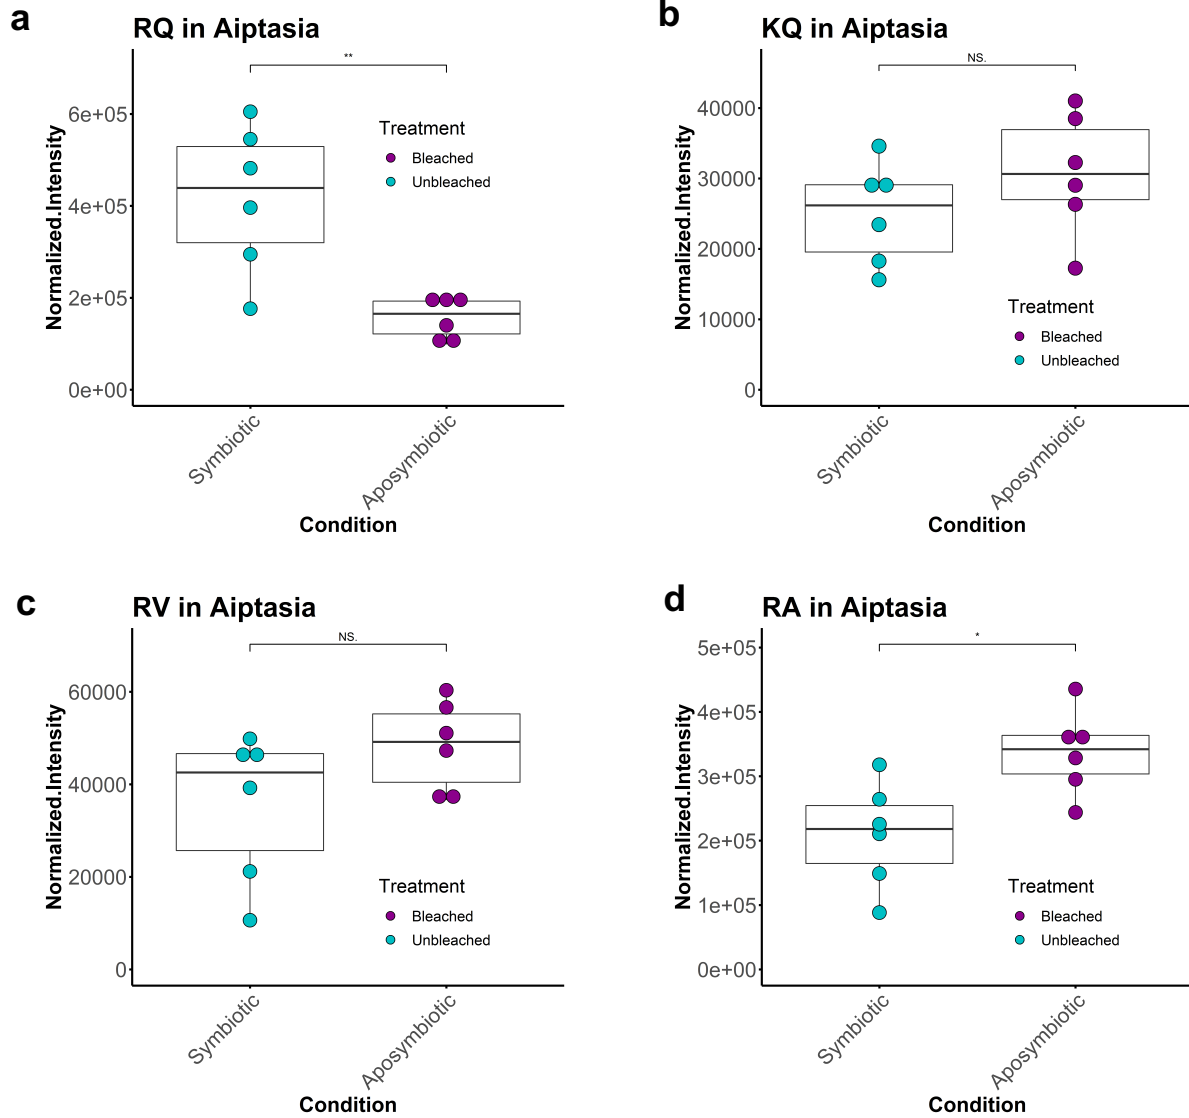 a
RQ in Aiptasia
**
6e+05
4e+05
2e+05
0e+00
Normalized.Intensity
Treatment
Bleached
Unbleached
Symbiotic
Aposymbiotic
Condition
b
KQ in Aiptasia
NS.
40000
30000
20000
10000
0
Normalized.Intensity
Treatment
Bleached
Unbleached
Symbiotic
Aposymbiotic
Condition
c
RV in Aiptasia
NS.
60000
40000
20000
0
Normalized.Intensity
Treatment
Bleached
Unbleached
Symbiotic
Aposymbiotic
Condition
d
RA in Aiptasia
*
5e+05
4e+05
3e+05
2e+05
1e+05
0e+00
Normalized.Intensity
Treatment
Bleached
Unbleached
Symbiotic
Aposymbiotic
Condition